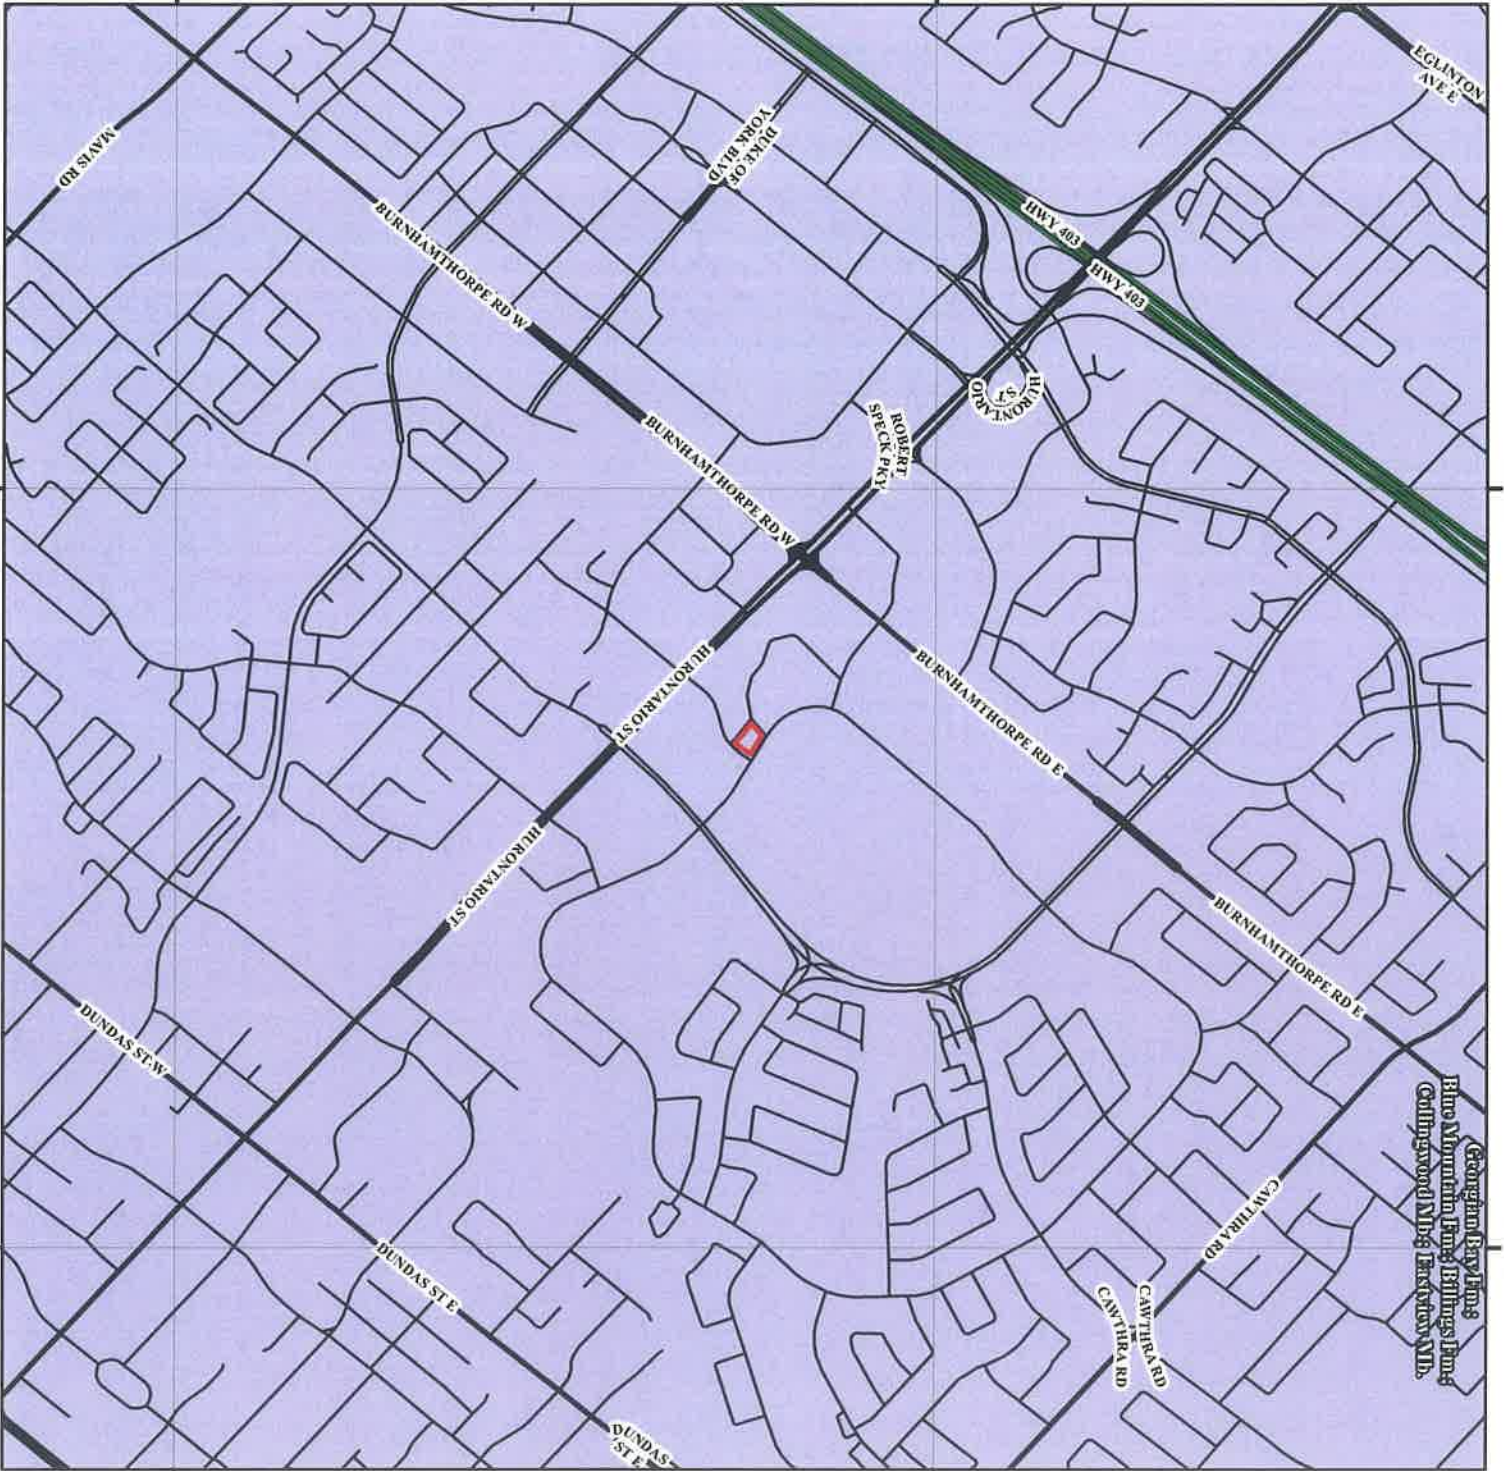 EGLINTON
AVE E
MAVIS RD
DUKE OF
YORK BLVD
BURNHAMTHORPE RD W
HWY 403
HWY 403
HURONTARIO
ST
ROBERT
SPECK PKY
BURNHAMTHORPE RD W
HURONTARIO ST
BURNHAMTHORPE RD E
HURONTARIO ST
BURNHAMTHORPE RD E
DUNDAS ST W
DUNDAS ST E
CAWTHRA RD
CAWTHRA RD
CAWTHRA RD
DUNDAS
ST E
Georgian Bay Fm.;
Blue Mountain Fm.; Billings Fm.;
Collingwood Mb.; Eastview Mb.